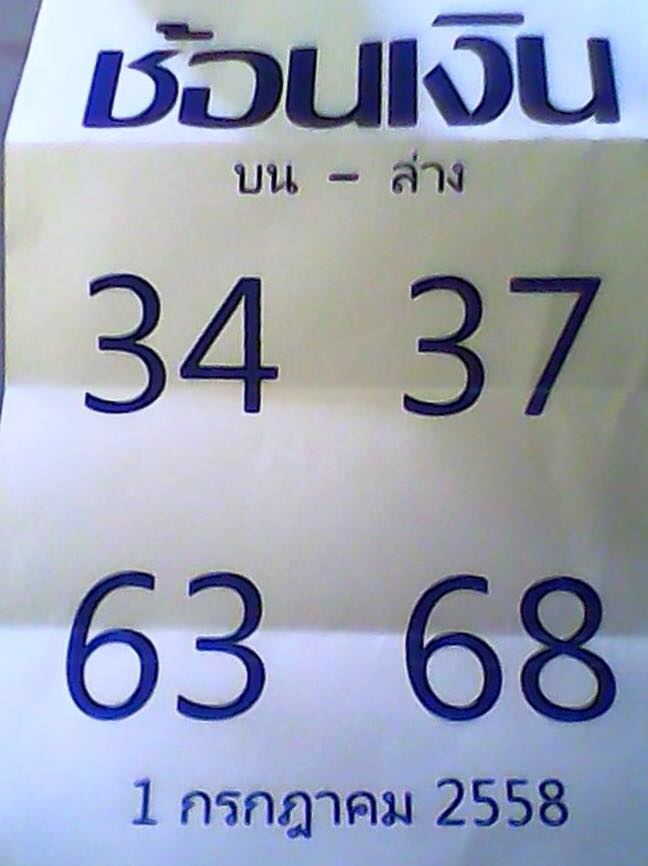 ช้อนเงิน
บน - ล่าง
34 37
63 68
1 กรกฎาคม 2558